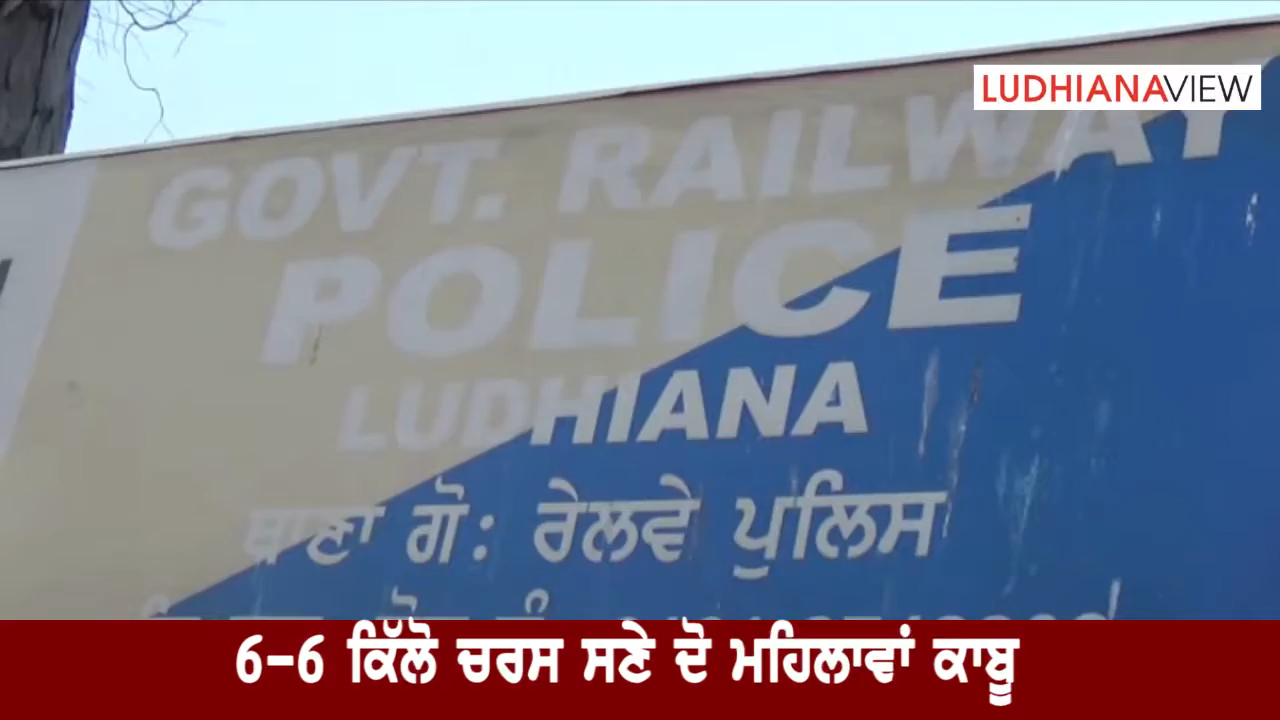 LUDHIANAVIEW
GOVT. RAILWAY
POLICE
LUDHIANA
ਥਾਣਾ ਗੋ: ਰੇਲਵੇ ਪੁਲਿਸ
6-6 ਕਿੱਲੋ ਚਰਸ ਸਣੇ ਦੋ ਮਹਿਲਾਵਾਂ ਕਾਬੂ